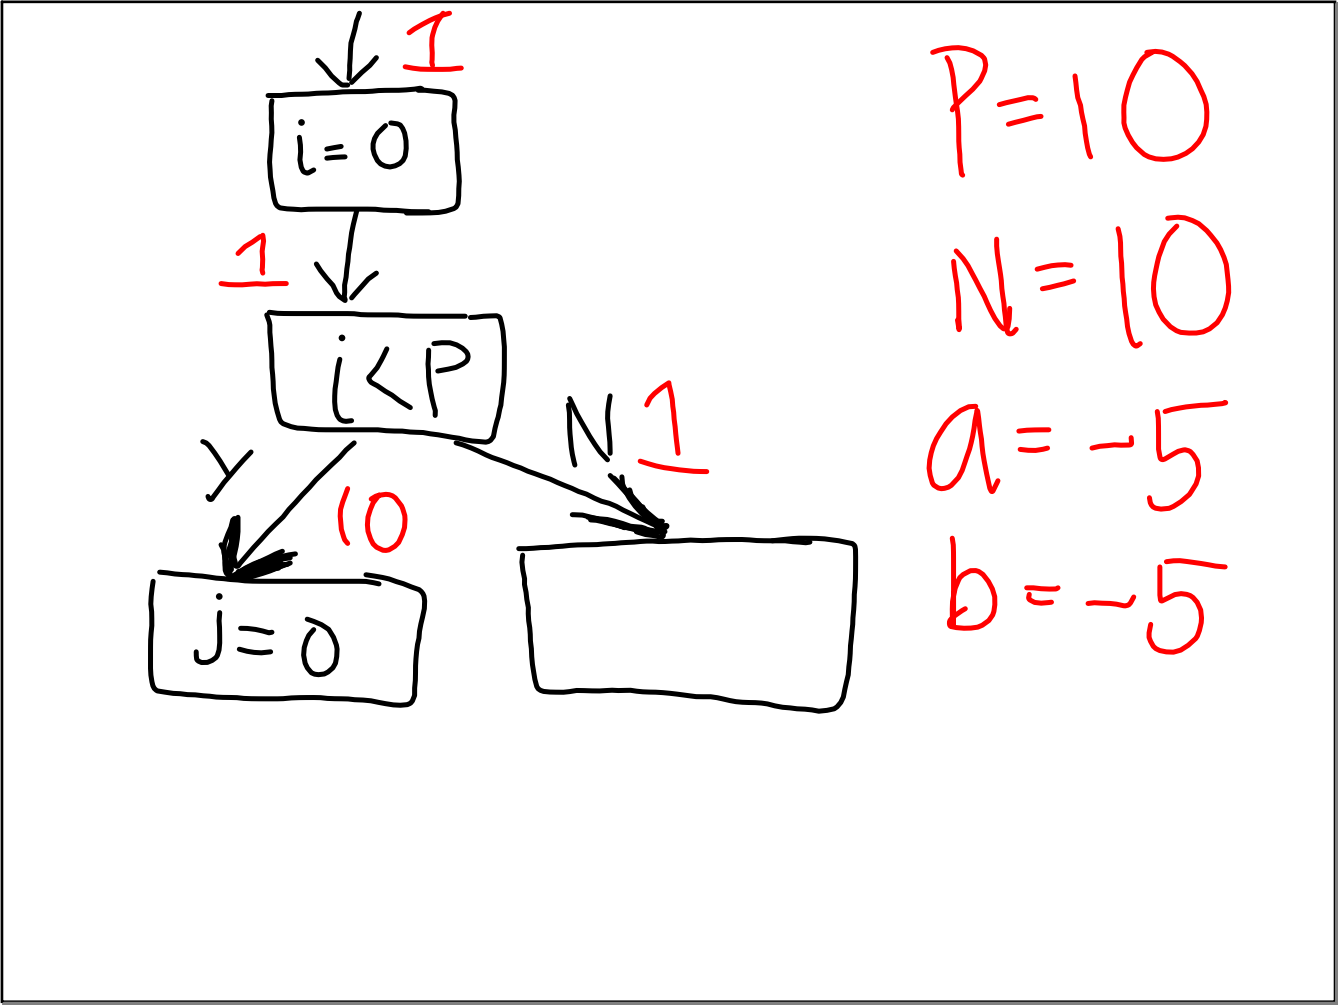 1
i = 0
1
i < P
Y
10
N
1
j = 0
P = 10
N = 10
a = -5
b = -5